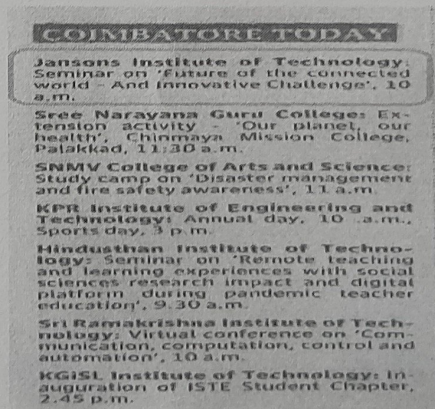 COIMBATORE TODAY
Jansons Institute of Technology:
Seminar on 'Future of the connected
world - And Innovative Challenge', 10
a.m.
Sree Narayana Guru College: Ex-
tension activity - 'Our planet, our
health', Chinmaya Mission College,
Palakkad, 11:30 a.m.
SNMV College of Arts and Science:
Study camp on 'Disaster management
and fire safety awareness', 11 a.m.
KPR Institute of Engineering and
Technology: Annual day, 10 .a.m.,
Sports day, 3 p.m.
Hindusthan Institute of Techno-
logy: Seminar on 'Remote teaching
and learning experiences with social
sciences research impact and digital
platform during pandemic teacher
education', 9.30 a.m.
Sri Ramakrishna Institute of Tech-
nology: Virtual conference on 'Com-
munication, computation, control and
automation', 10 a.m.
KGiSL Institute of Technology: In-
auguration of ISTE Student Chapter,
2.45 p.m.